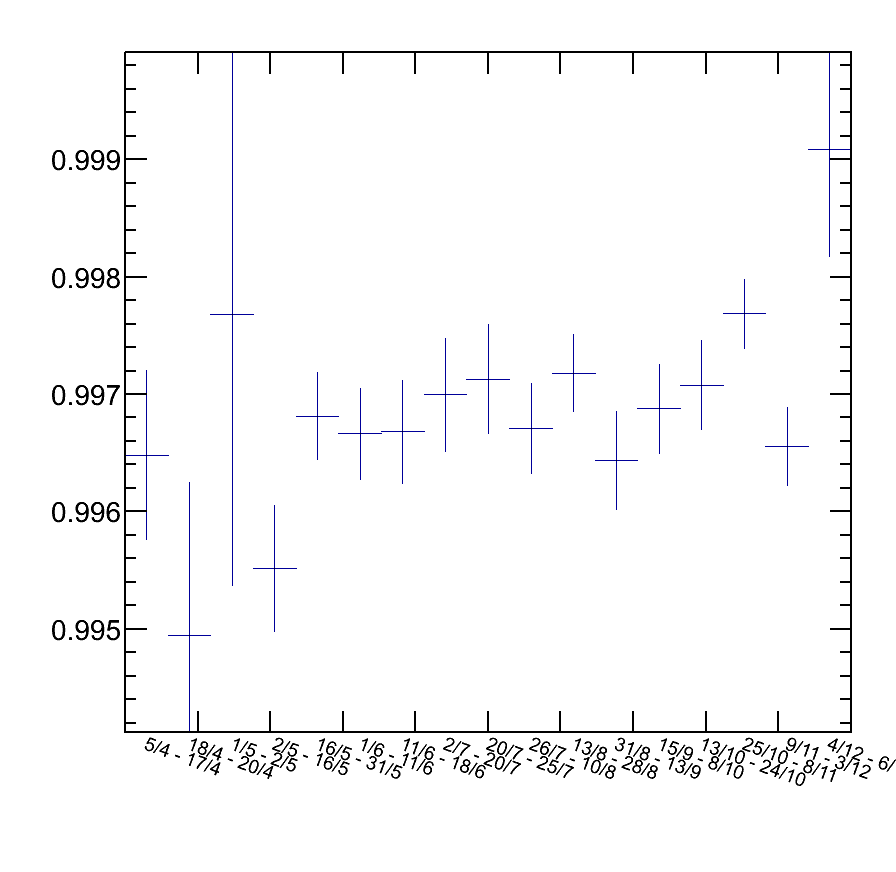 0.999
0.998
0.997
0.996
0.995
5/4 - 17/4
18/4 - 20/4
1/5 - 2/5
2/5 - 16/5
16/5 - 31/5
1/6 - 11/6
11/6 - 18/6
2/7 - 20/7
20/7 - 25/7
26/7 - 10/8
13/8 - 28/8
31/8 - 13/9
15/9 - 8/10
13/10 - 24/10
25/10 - 8/11
9/11 - 3/12
4/12 - 6/